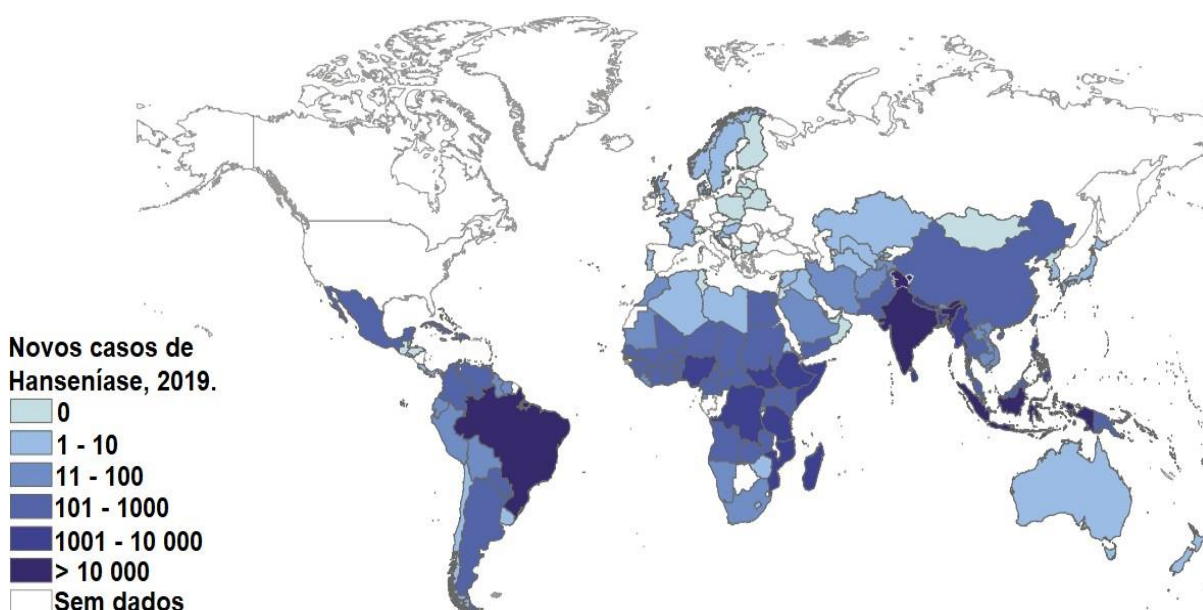 Novos casos de
Hanseníase, 2019.
0
1 - 10
11 - 100
101 - 1000
1001 - 10 000
> 10 000
Sem dados